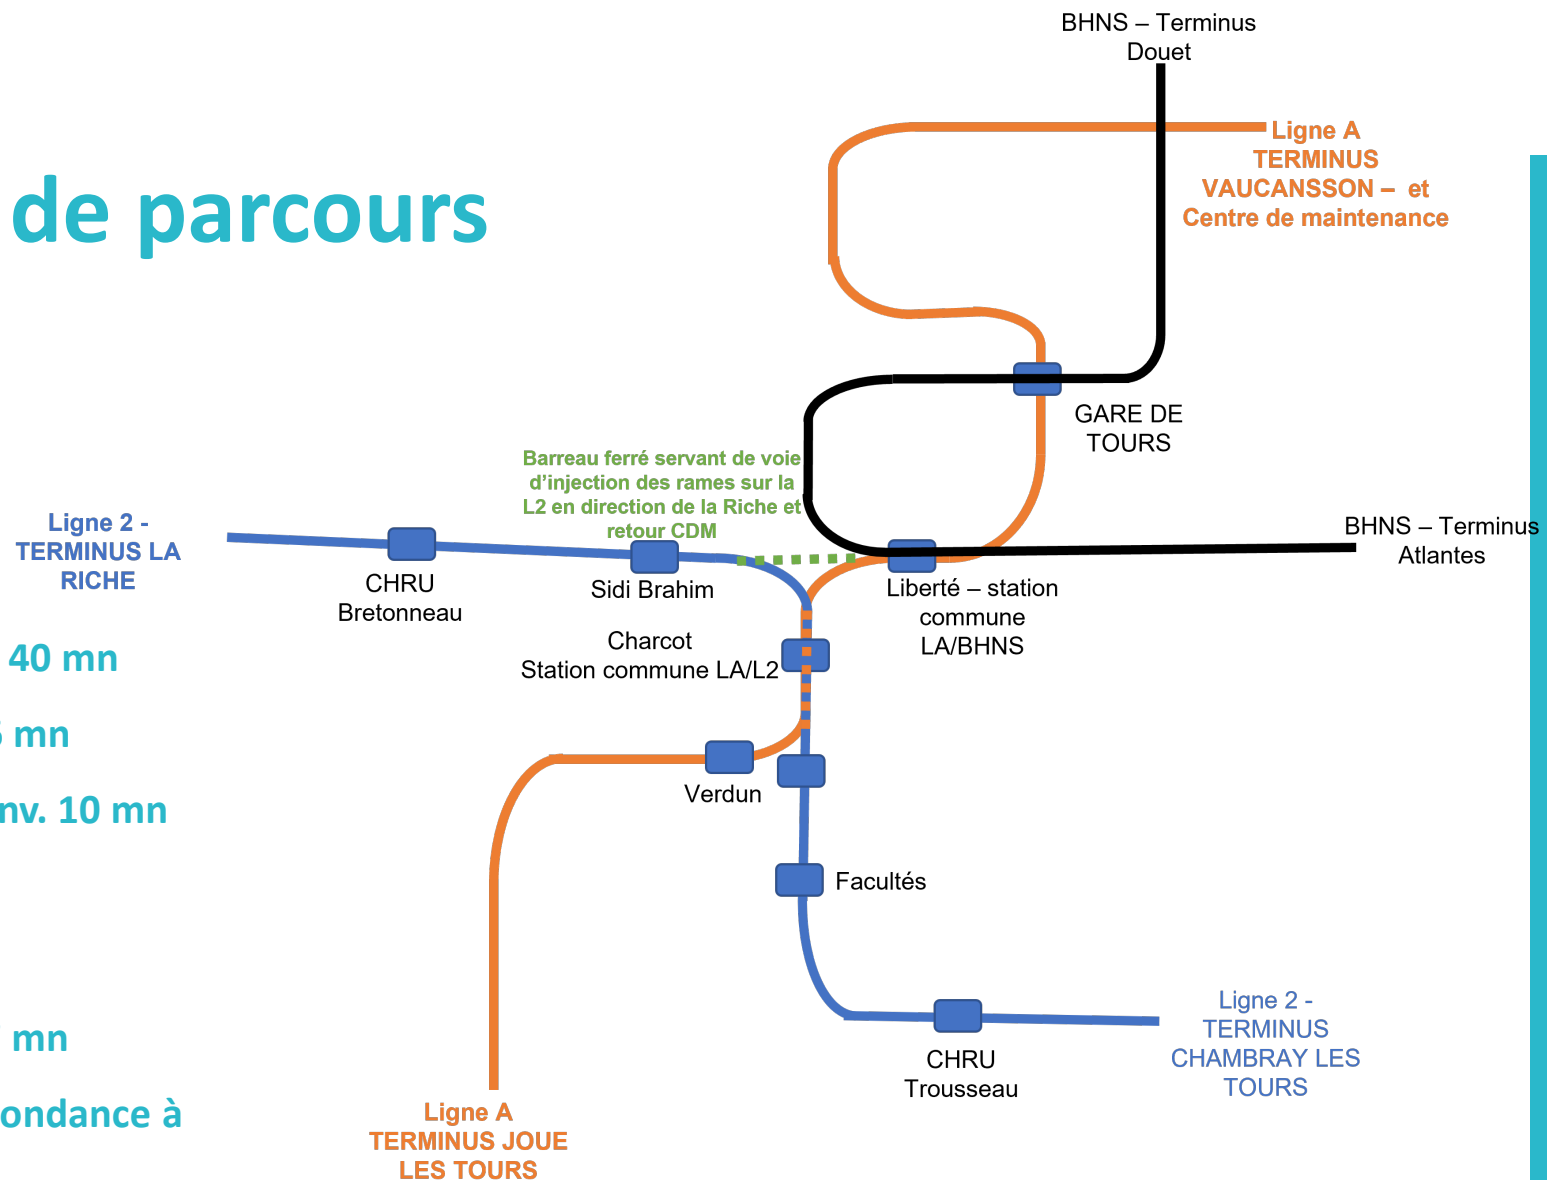 BHNS – Terminus
Douet
Ligne A
TERMINUS
VAUCANSSON – et
Centre de maintenance
de parcours
GARE DE
TOURS
Barreau ferré servant de voie
d'injection des rames sur la
L2 en direction de la Riche et
retour CDM
Ligne 2 -
TERMINUS LA
RICHE
BHNS – Terminus
Atlantes
CHRU
Bretonneau
Sidi Brahim
Liberté – station
commune
LA/BHNS
Charcot
Station commune LA/L2
40 mn
mn
Verdun
nv. 10 mn
Facultés
Ligne 2 -
TERMINUS
CHAMBRAY LES
TOURS
CHRU
Trousseau
mn
ondance à
Ligne A
TERMINUS JOUE
LES TOURS